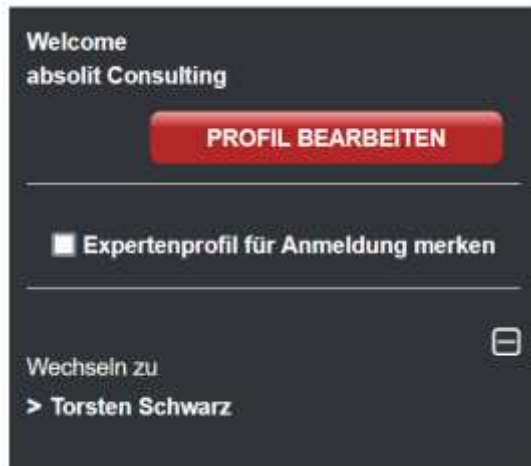 Welcome
absolit Consulting
PROFIL BEARBEITEN
Expertenprofil für Anmeldung merken
Wechseln zu
> Torsten Schwarz